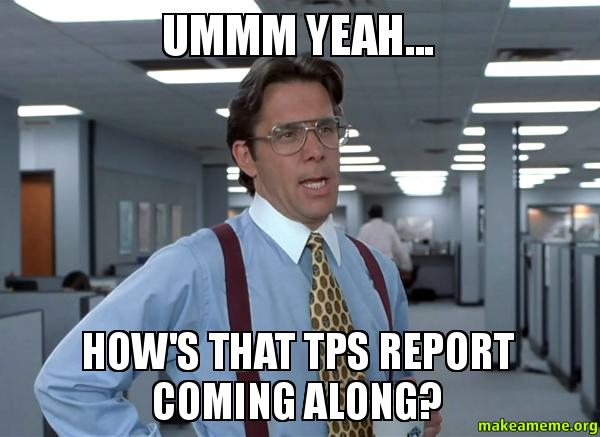 UMMM YEAH...
HOW'S THAT TPS REPORT
COMING ALONG?
makeameme.org